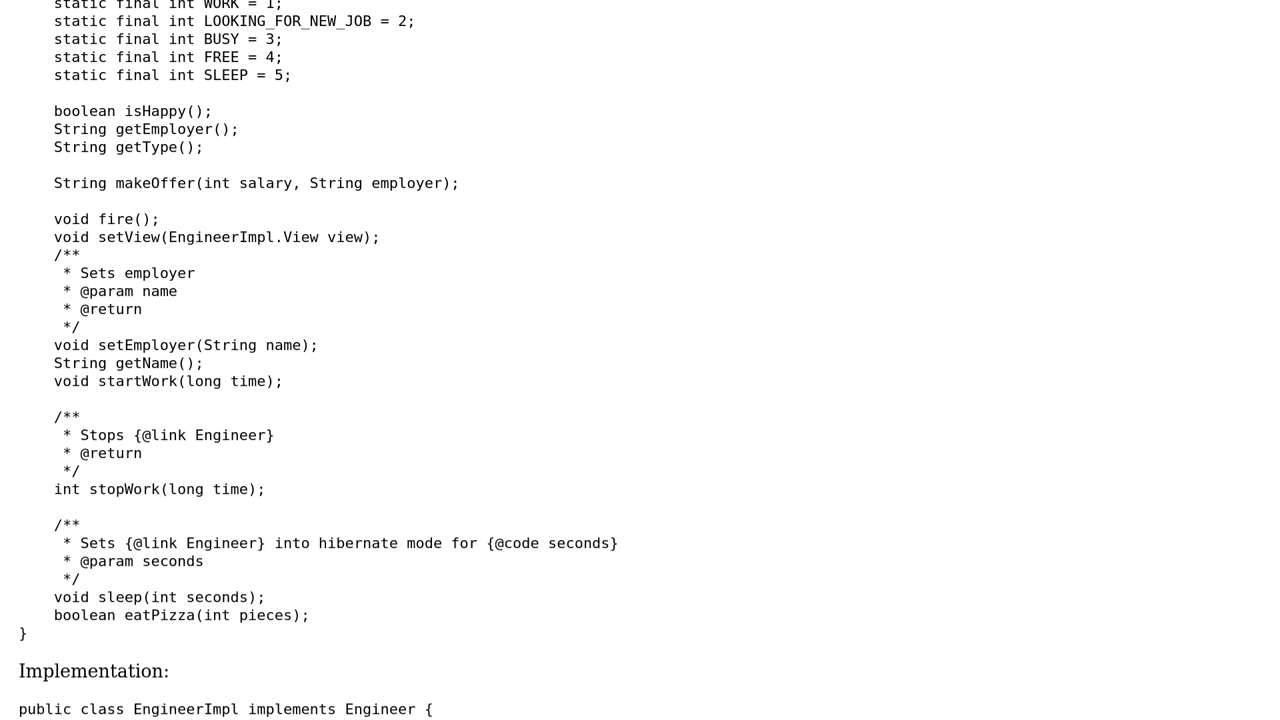 static final int WORK = 1;
static final int LOOKING_FOR_NEW_JOB = 2;
static final int BUSY = 3;
static final int FREE = 4;
static final int SLEEP = 5;
boolean isHappy();
String getEmployer();
String getType();
String makeOffer(int salary, String employer);
void fire();
void setView(EngineerImpl.View view);
/**
* Sets employer
* @param name
* @return
*/
void setEmployer(String name);
String getName();
void startWork(long time);
/**
* Stops {@link Engineer}
* @return
*/
int stopWork(long time);
/**
* Sets {@link Engineer} into hibernate mode for {@code seconds}
* @param seconds
*/
void sleep(int seconds);
boolean eatPizza(int pieces);
}
Implementation:
public class EngineerImpl implements Engineer {